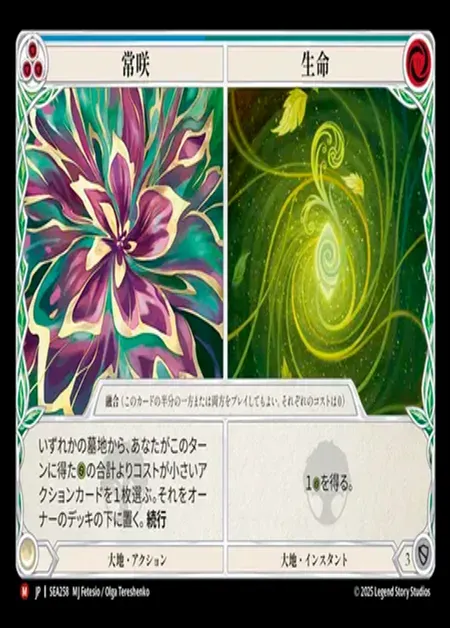 常咲
生命
融合 (このカードの半分の一方または両方をプレイしてもよい。それぞれのコストは0)
いずれかの墓地から、あなたがこのター
ンに得たの合計よりコストが小さいア
クションカードを1枚選ぶ。それをオー
ナーのデッキの下に置く。続行
1を得る。
大地・アクション
大地・インスタント
3
M JP SEA258 MJ Fetesio / Olga Tereshenko
© 2025 Legend Story Studios